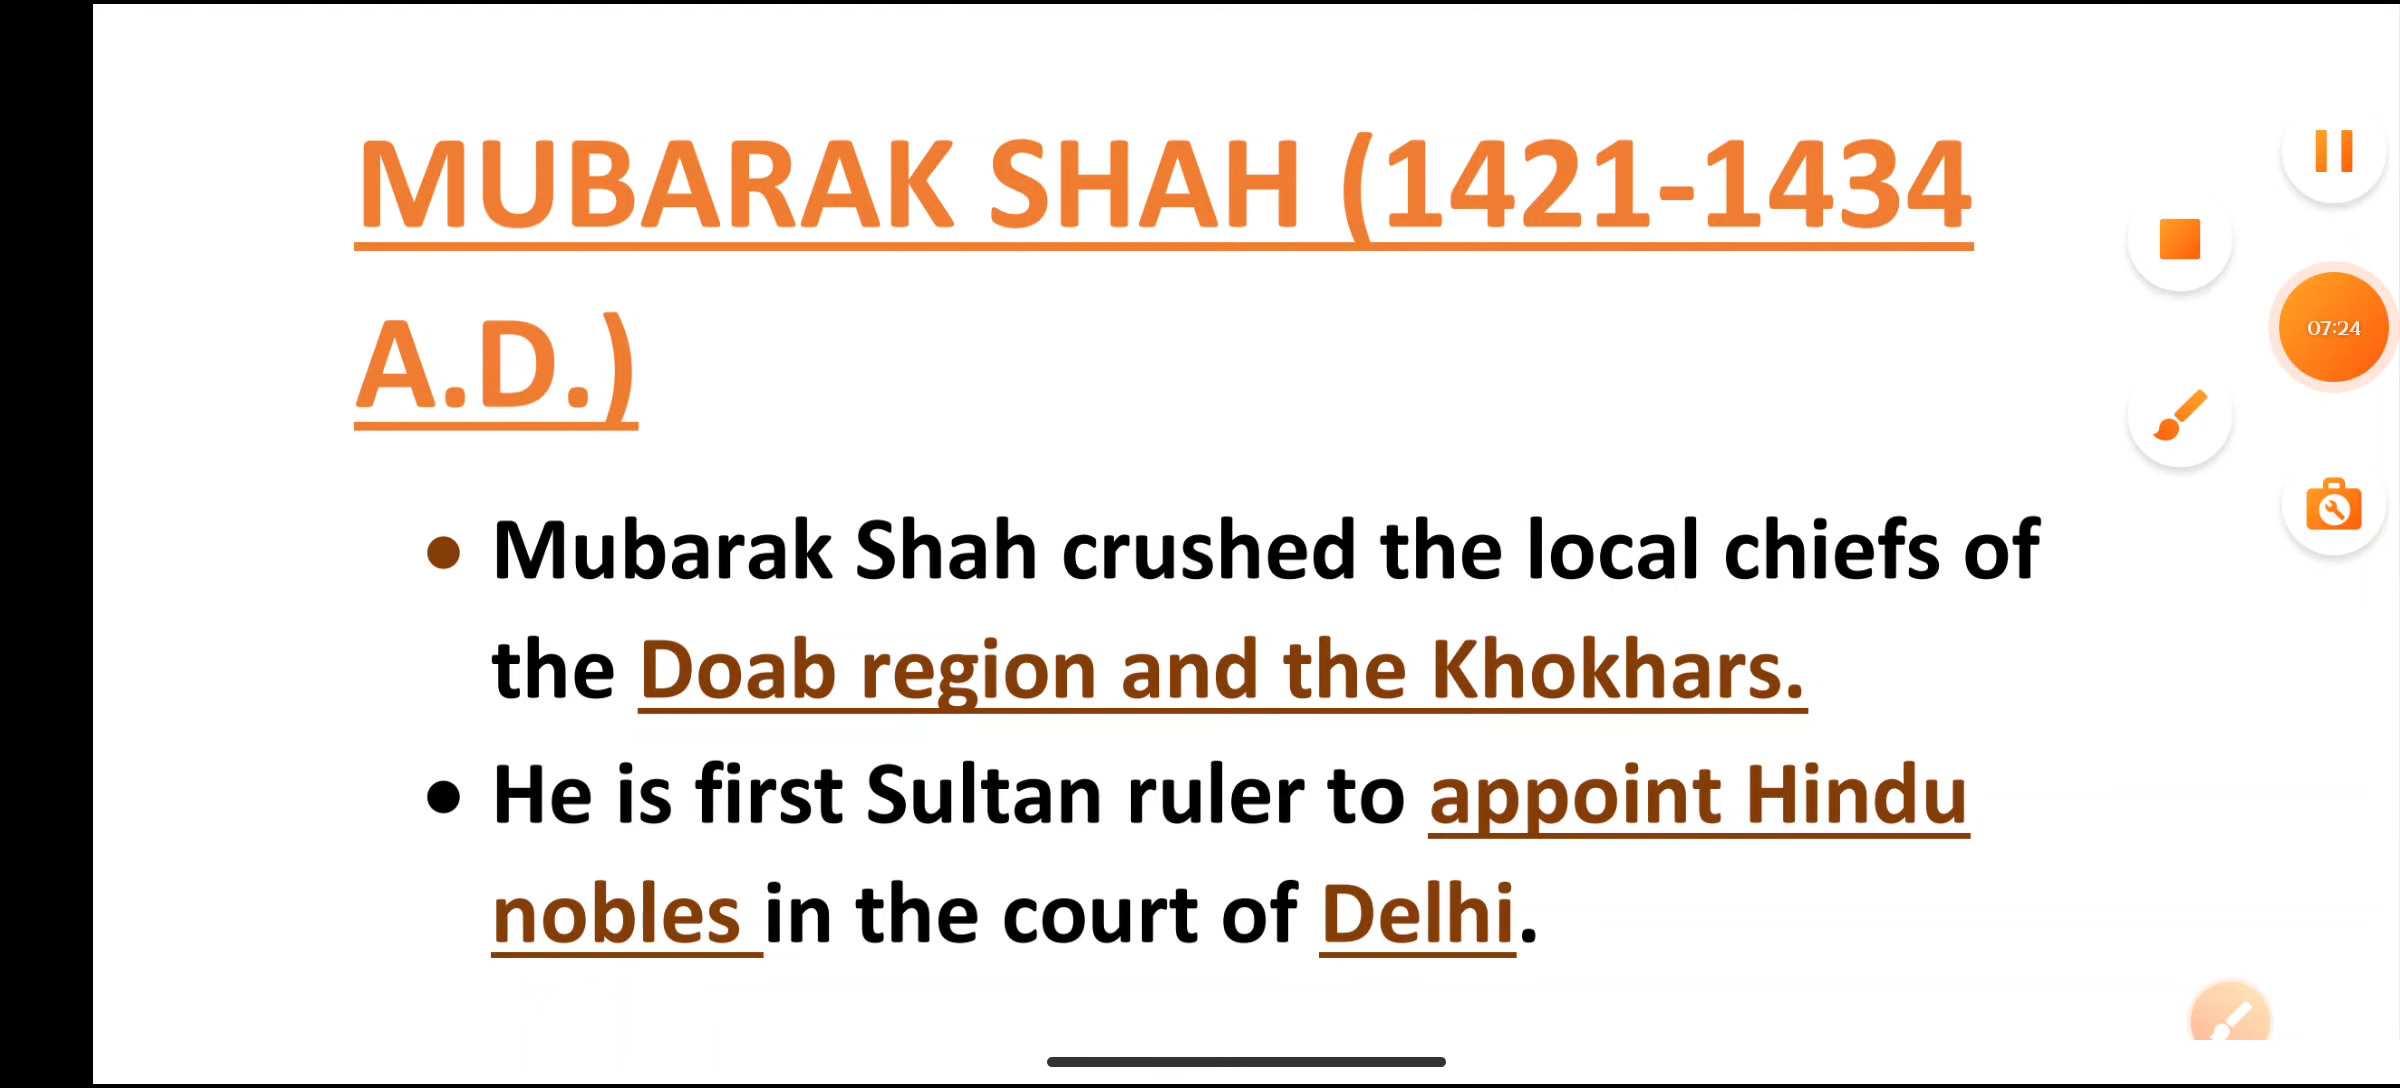 MUBARAK SHAH (1421-1434
A.D.)
• Mubarak Shah crushed the local chiefs of
the Doab region and the Khokhars.
• He is first Sultan ruler to appoint Hindu
nobles in the court of Delhi.
07:24